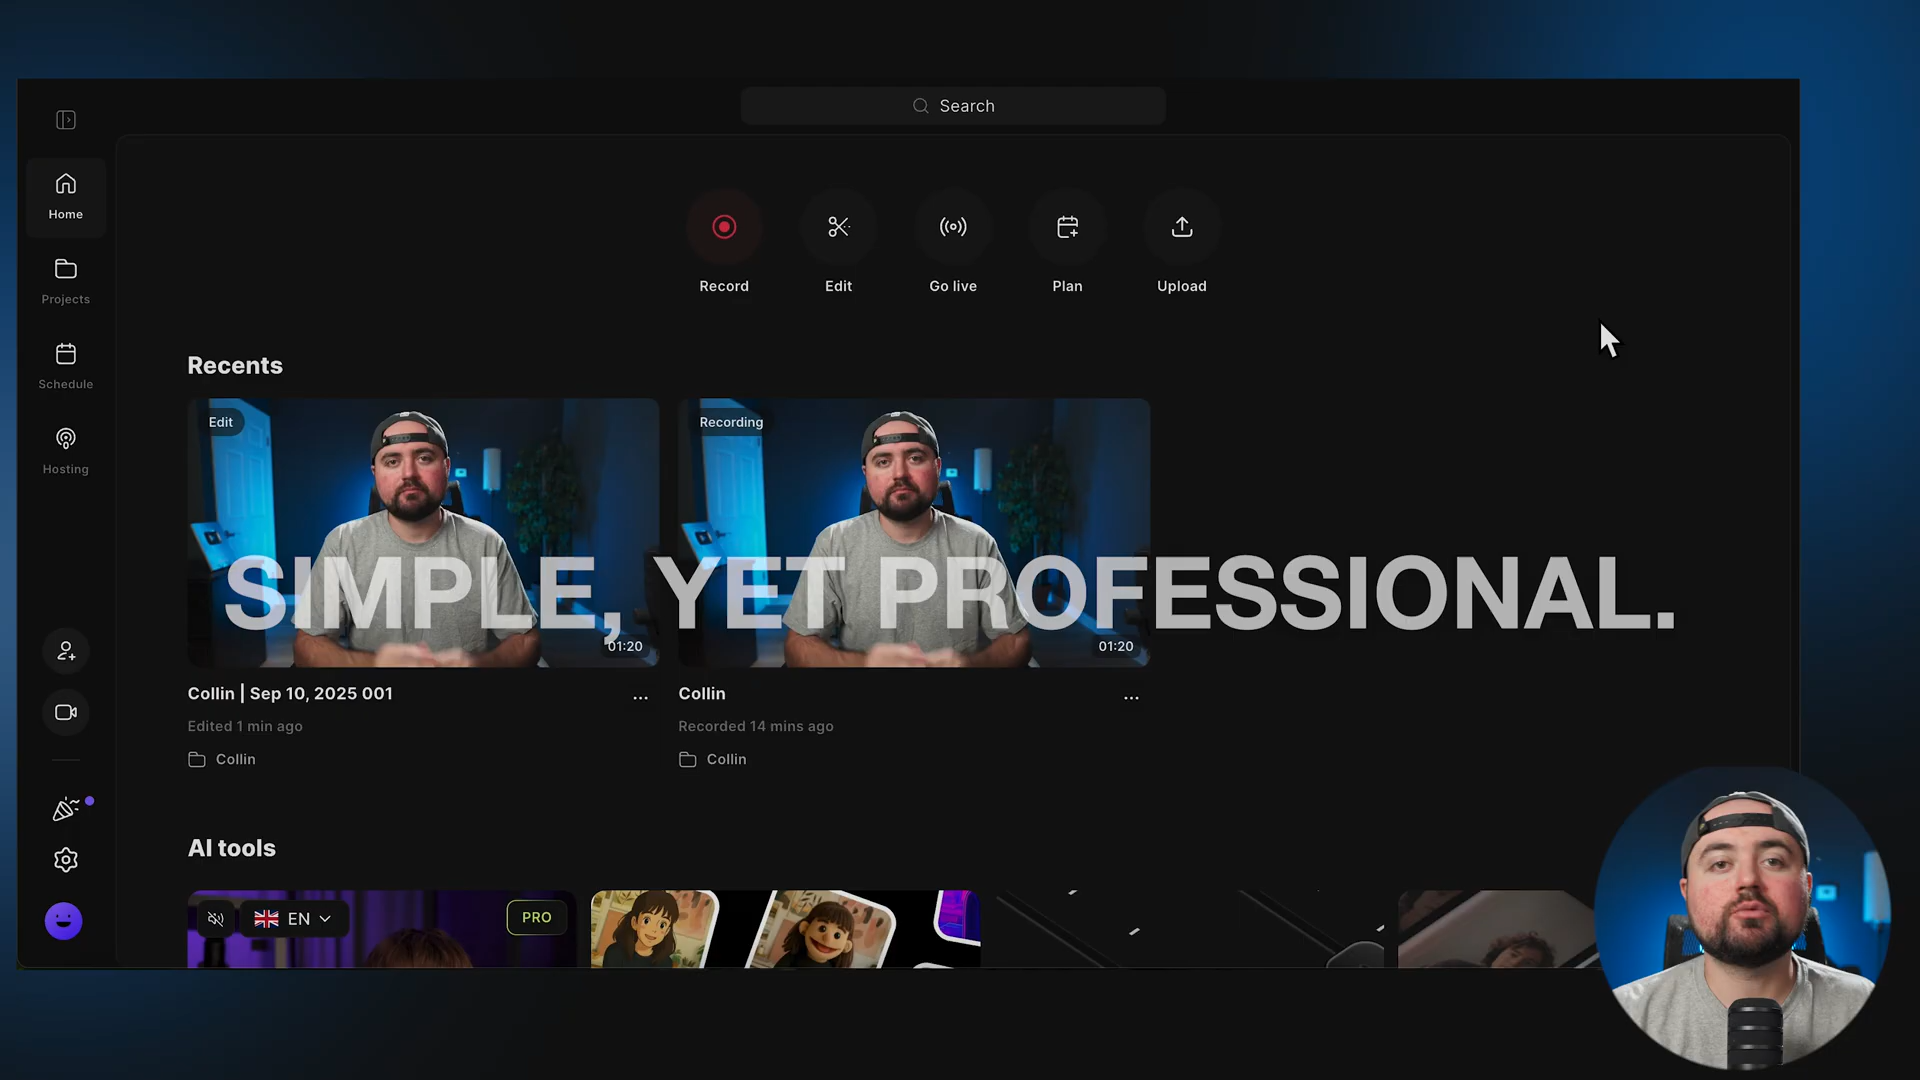 Search
Home
Projects
Schedule
Hosting
Record
Edit
Go live
Plan
Upload
Recents
Edit
Recording
SIMPLE, YET PROFESSIONAL.
01:20
01:20
Collin | Sep 10, 2025 001
...
Collin
...
Edited 1 min ago
Recorded 14 mins ago
Collin
Collin
AI tools
EN
PRO